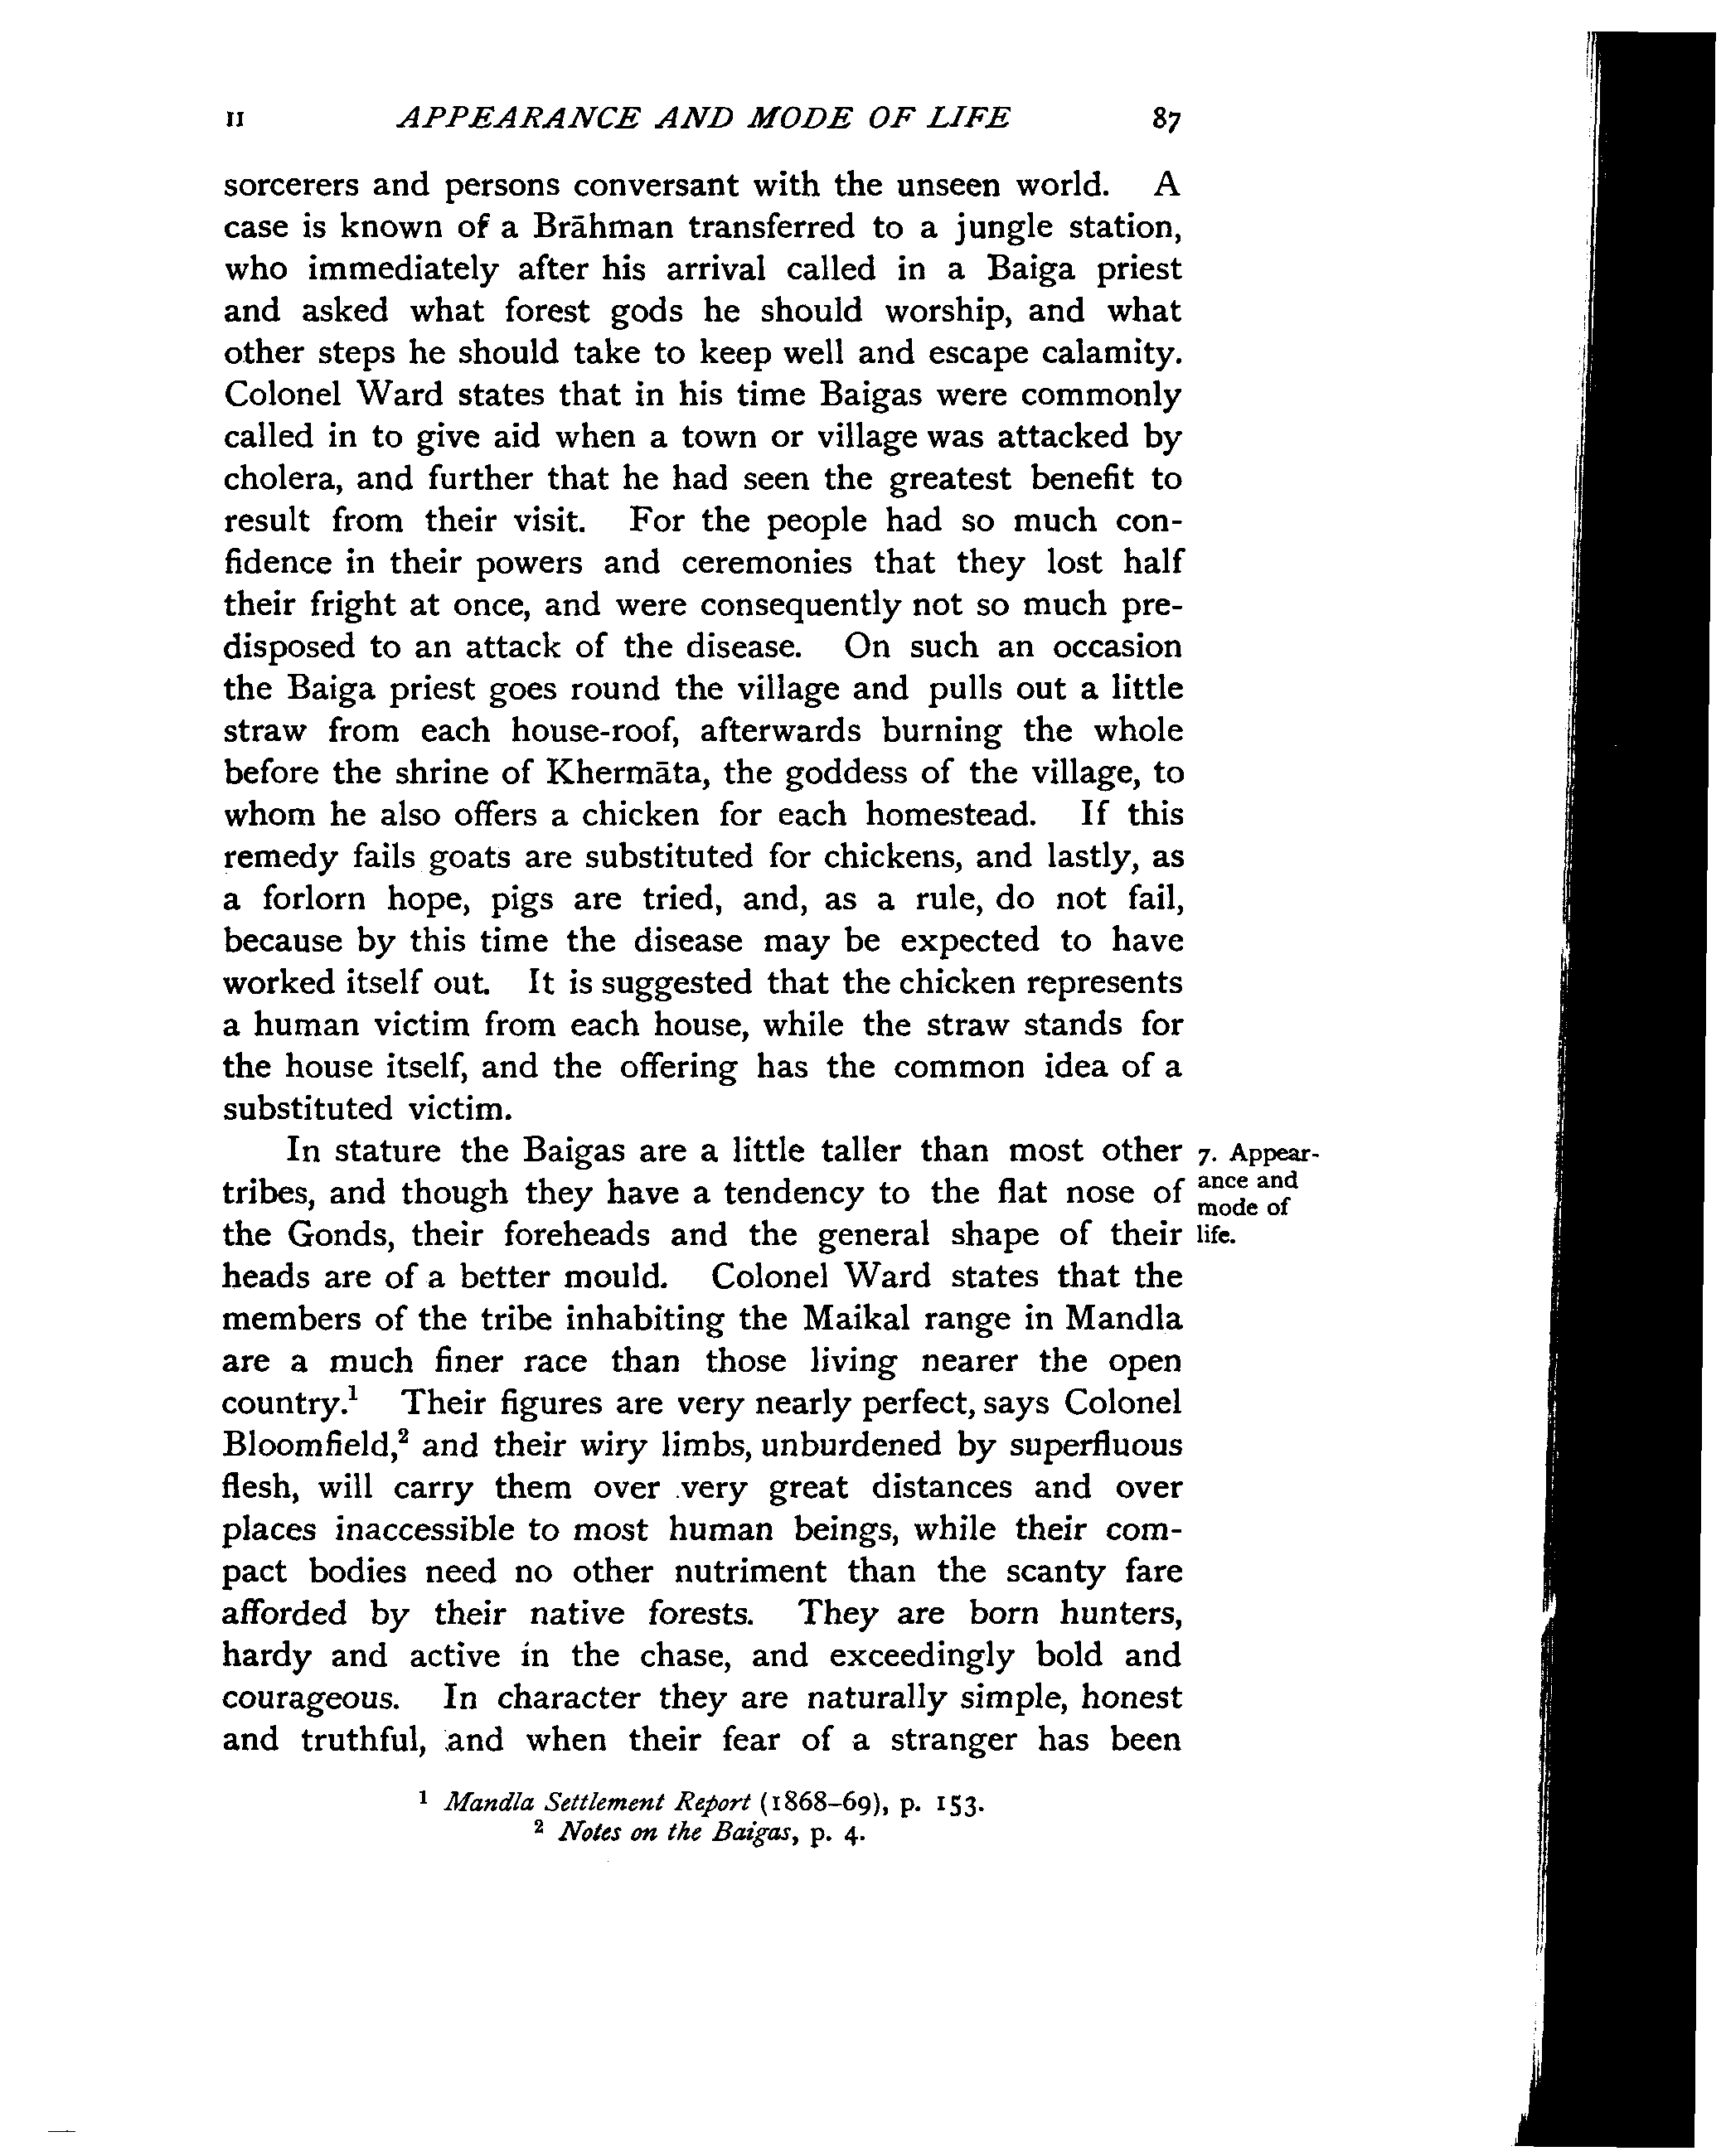 II APPEARANCE AND MODE OF LIFE 87
sorcerers and persons conversant with the unseen world. A
case is known of a Brāhman transferred to a jungle station,
who immediately after his arrival called in a Baiga priest
and asked what forest gods he should worship, and what
other steps he should take to keep well and escape calamity.
Colonel Ward states that in his time Baigas were commonly
called in to give aid when a town or village was attacked by
cholera, and further that he had seen the greatest benefit to
result from their visit. For the people had so much con-
fidence in their powers and ceremonies that they lost half
their fright at once, and were consequently not so much pre-
disposed to an attack of the disease. On such an occasion
the Baiga priest goes round the village and pulls out a little
straw from each house-roof, afterwards burning the whole
before the shrine of Khermāta, the goddess of the village, to
whom he also offers a chicken for each homestead. If this
remedy fails goats are substituted for chickens, and lastly, as
a forlorn hope, pigs are tried, and, as a rule, do not fail,
because by this time the disease may be expected to have
worked itself out. It is suggested that the chicken represents
a human victim from each house, while the straw stands for
the house itself, and the offering has the common idea of a
substituted victim.
In stature the Baigas are a little taller than most other
tribes, and though they have a tendency to the flat nose of
the Gonds, their foreheads and the general shape of their
heads are of a better mould. Colonel Ward states that the
members of the tribe inhabiting the Maikal range in Mandla
are a much finer race than those living nearer the open
country.¹ Their figures are very nearly perfect, says Colonel
Bloomfield,² and their wiry limbs, unburdened by superfluous
flesh, will carry them over very great distances and over
places inaccessible to most human beings, while their com-
pact bodies need no other nutriment than the scanty fare
afforded by their native forests. They are born hunters,
hardy and active in the chase, and exceedingly bold and
courageous. In character they are naturally simple, honest
and truthful, and when their fear of a stranger has been
7. Appear-
ance and
mode of
life.
¹ Mandla Settlement Report (1868–69), p. 153.
² Notes on the Baigas, p. 4.